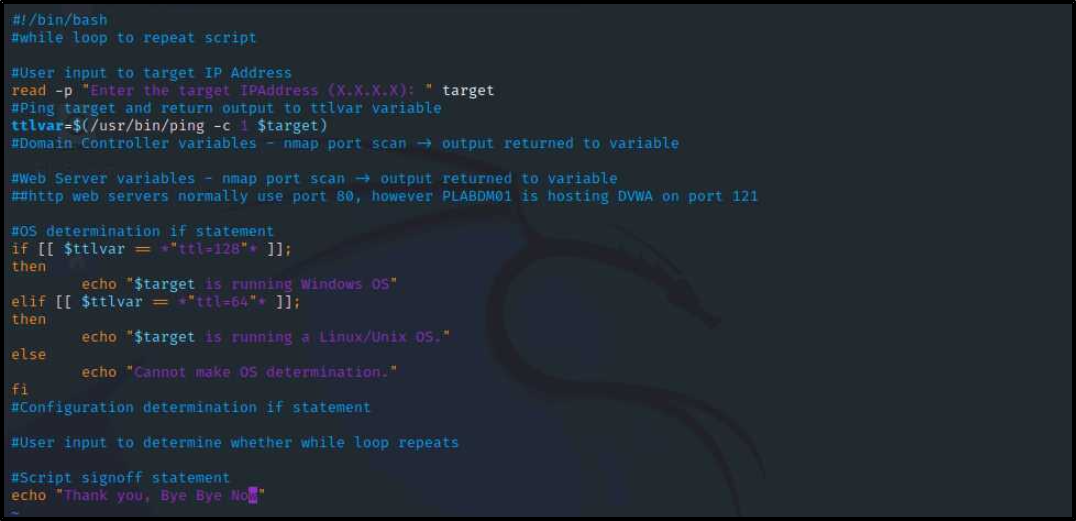 #!/bin/bash
#while loop to repeat script
#User input to target IP Address
read -p "Enter the target IPAddress (X.X.X.X): " target
#Ping target and return output to ttlvar variable
ttlvar=$(/usr/bin/ping -c 1 $target)
#Domain Controller variables - nmap port scan → output returned to variable
#Web Server variables - nmap port scan → output returned to variable
##http web servers normally use port 80, however PLABDM01 is hosting DVWA on port 121
#OS determination if statement
if [[ $ttlvar == *"ttl=128"* ]];
then
echo "$target is running Windows OS"
elif [[ $ttlvar == *"ttl=64"* ]];
then
echo "$target is running a Linux/Unix OS."
else
echo "Cannot make OS determination."
fi
#Configuration determination if statement
#User input to determine whether while loop repeats
#Script signoff statement
echo "Thank you, Bye Bye Now"
~